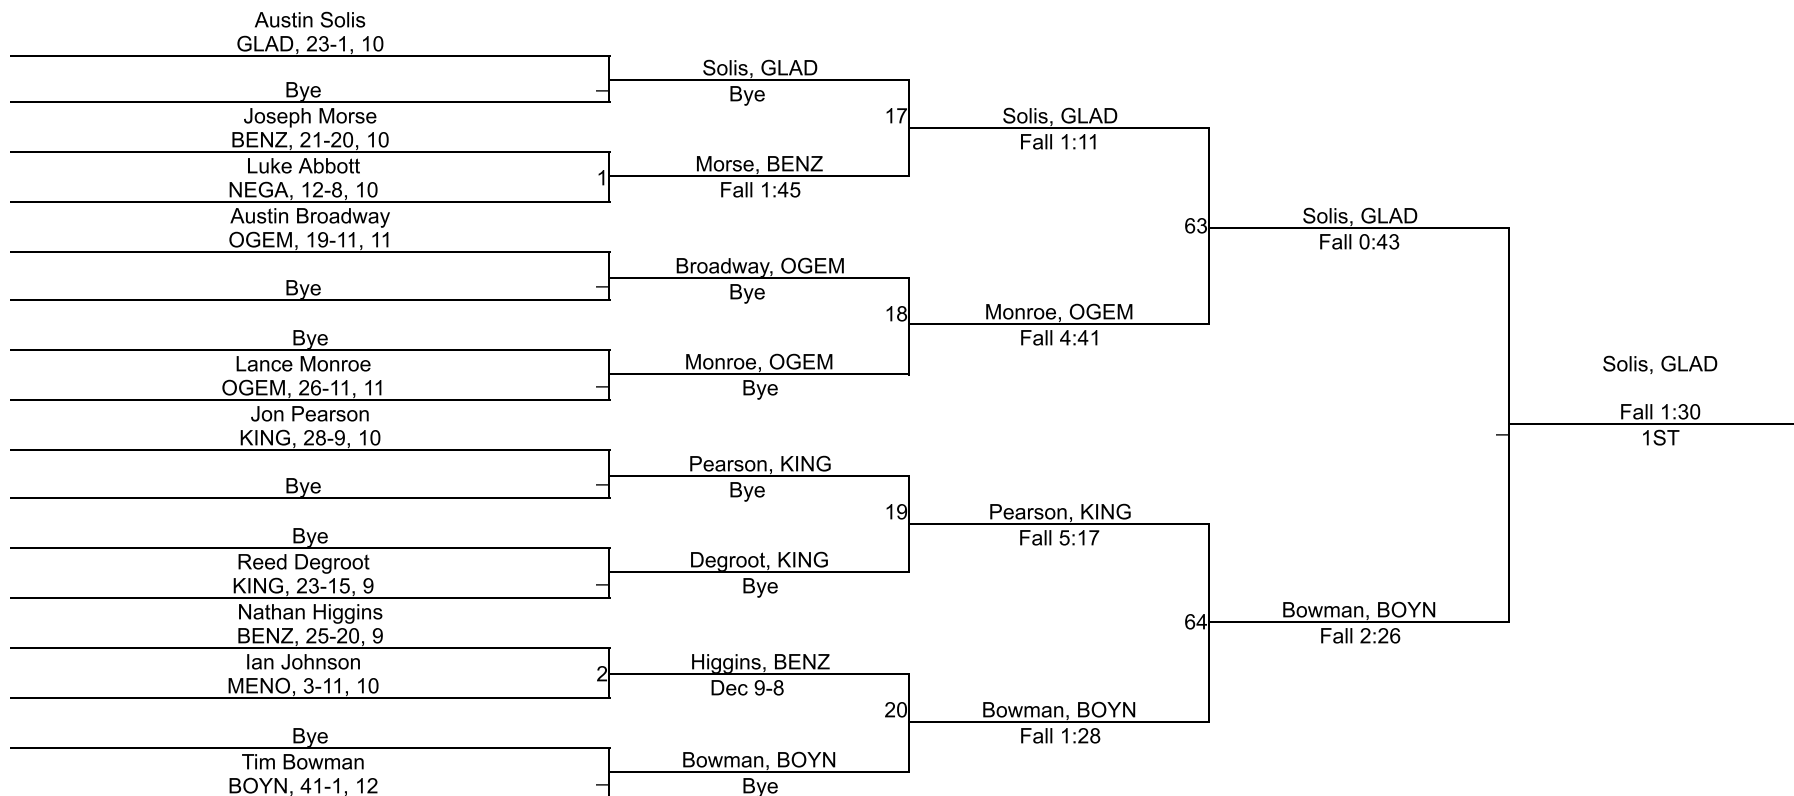 Austin Solis
GLAD, 23-1, 10
Bye
Joseph Morse
BENZ, 21-20, 10
Luke Abbott
NEGA, 12-8, 10
1
Austin Broadway
OGEM, 19-11, 11
Bye
Bye
Lance Monroe
OGEM, 26-11, 11
Jon Pearson
KING, 28-9, 10
Bye
Bye
Reed Degroot
KING, 23-15, 9
Nathan Higgins
BENZ, 25-20, 9
Ian Johnson
MENO, 3-11, 10
2
Bye
Tim Bowman
BOYN, 41-1, 12
Solis, GLAD
Bye
17
Morse, BENZ
Fall 1:45
Broadway, OGEM
Bye
18
Monroe, OGEM
Bye
Pearson, KING
Bye
19
Degroot, KING
Bye
Higgins, BENZ
Dec 9-8
20
Bowman, BOYN
Bye
Solis, GLAD
Fall 1:11
63
Monroe, OGEM
Fall 4:41
Pearson, KING
Fall 5:17
64
Bowman, BOYN
Fall 1:28
Solis, GLAD
Fall 0:43
Bowman, BOYN
Fall 2:26
Solis, GLAD
Fall 1:30
1ST